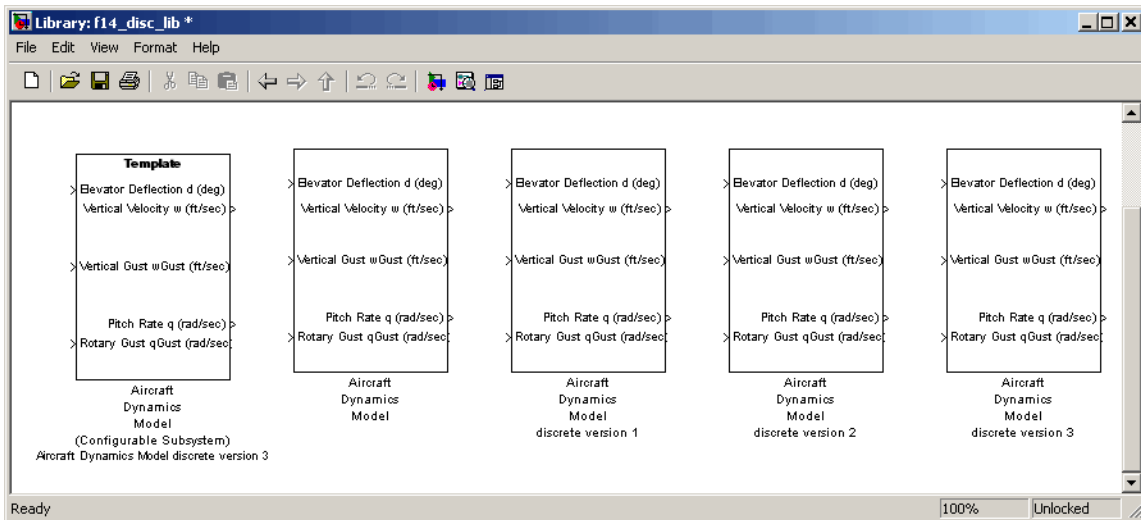 Library: f14_disc_lib *
File Edit View Format Help
Template
Elevator Deflection d (deg)
Vertical Velocity w (ft/sec)
Vertical Gust wGust (ft/sec)
Pitch Rate q (rad/sec)
Rotary Gust qGust (rad/sec
Aircraft
Dynamics
Model
(Configurable Subsystem)
Aircraft Dynamics Model discrete version 3
Elevator Deflection d (deg)
Vertical Velocity w (ft/sec)
Vertical Gust wGust (ft/sec)
Pitch Rate q (rad/sec)
Rotary Gust qGust (rad/sec
Aircraft
Dynamics
Model
Elevator Deflection d (deg)
Vertical Velocity w (ft/sec)
Vertical Gust wGust (ft/sec)
Pitch Rate q (rad/sec)
Rotary Gust qGust (rad/sec
Aircraft
Dynamics
Model
discrete version 1
Elevator Deflection d (deg)
Vertical Velocity w (ft/sec)
Vertical Gust wGust (ft/sec)
Pitch Rate q (rad/sec)
Rotary Gust qGust (rad/sec
Aircraft
Dynamics
Model
discrete version 2
Elevator Deflection d (deg)
Vertical Velocity w (ft/sec)
Vertical Gust wGust (ft/sec)
Pitch Rate q (rad/sec)
Rotary Gust qGust (rad/sec
Aircraft
Dynamics
Model
discrete version 3
Ready
100%
Unlocked